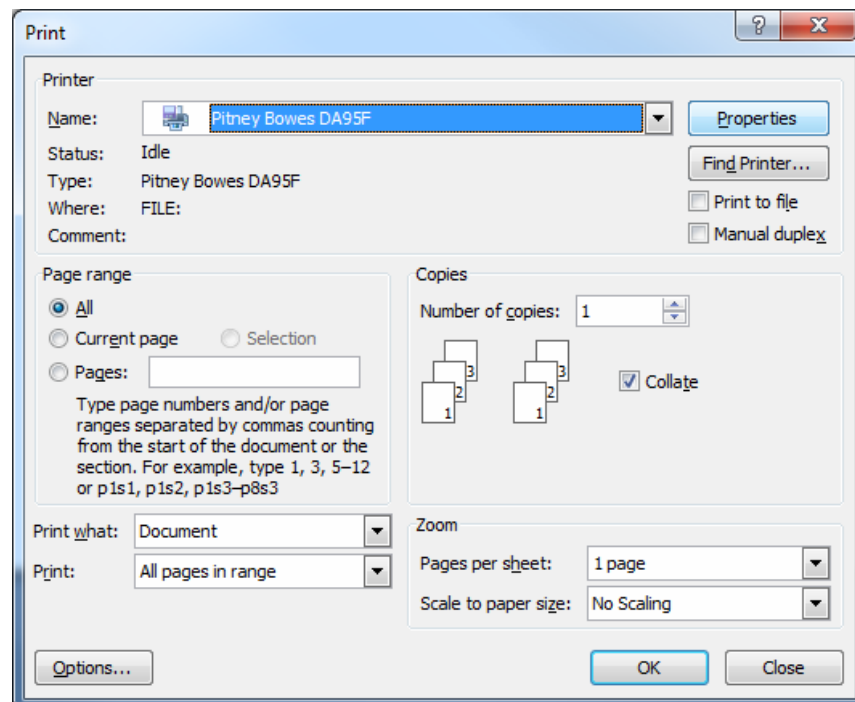 Print
?
X
Printer
Name: Pitney Bowes DA95F
Properties
Status: Idle
Find Printer...
Type: Pitney Bowes DA95F
Where: FILE:
Print to file
Comment:
Manual duplex
Page range
All
Current page Selection
Pages:
Type page numbers and/or page
ranges separated by commas counting
from the start of the document or the
section. For example, type 1, 3, 5–12
or p1s1, p1s2, p1s3–p8s3
Copies
Number of copies: 1
3 3
2 2
1 1
Collate
Print what: Document
Print: All pages in range
Zoom
Pages per sheet: 1 page
Scale to paper size: No Scaling
Options...
OK
Close